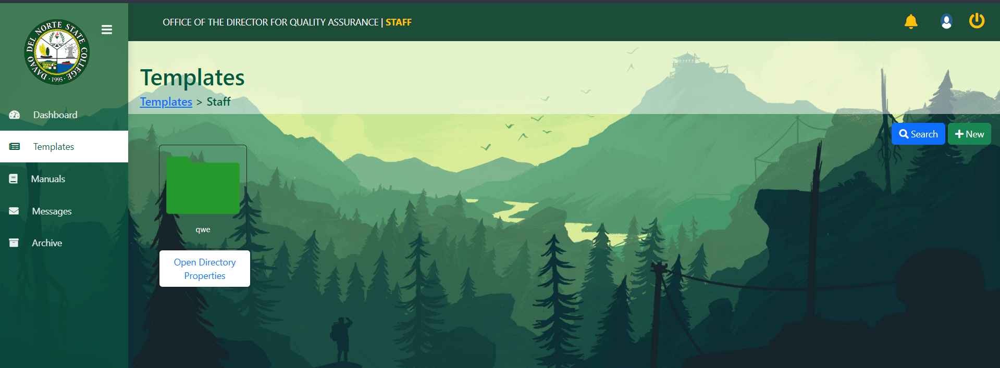 DAVAO DEL NORTE STATE COLLEGE
· 1995 ·
OFFICE OF THE DIRECTOR FOR QUALITY ASSURANCE | STAFF
Dashboard
Templates
Manuals
Messages
Archive
Templates
Templates > Staff
Search
New
qwe
Open Directory
Properties